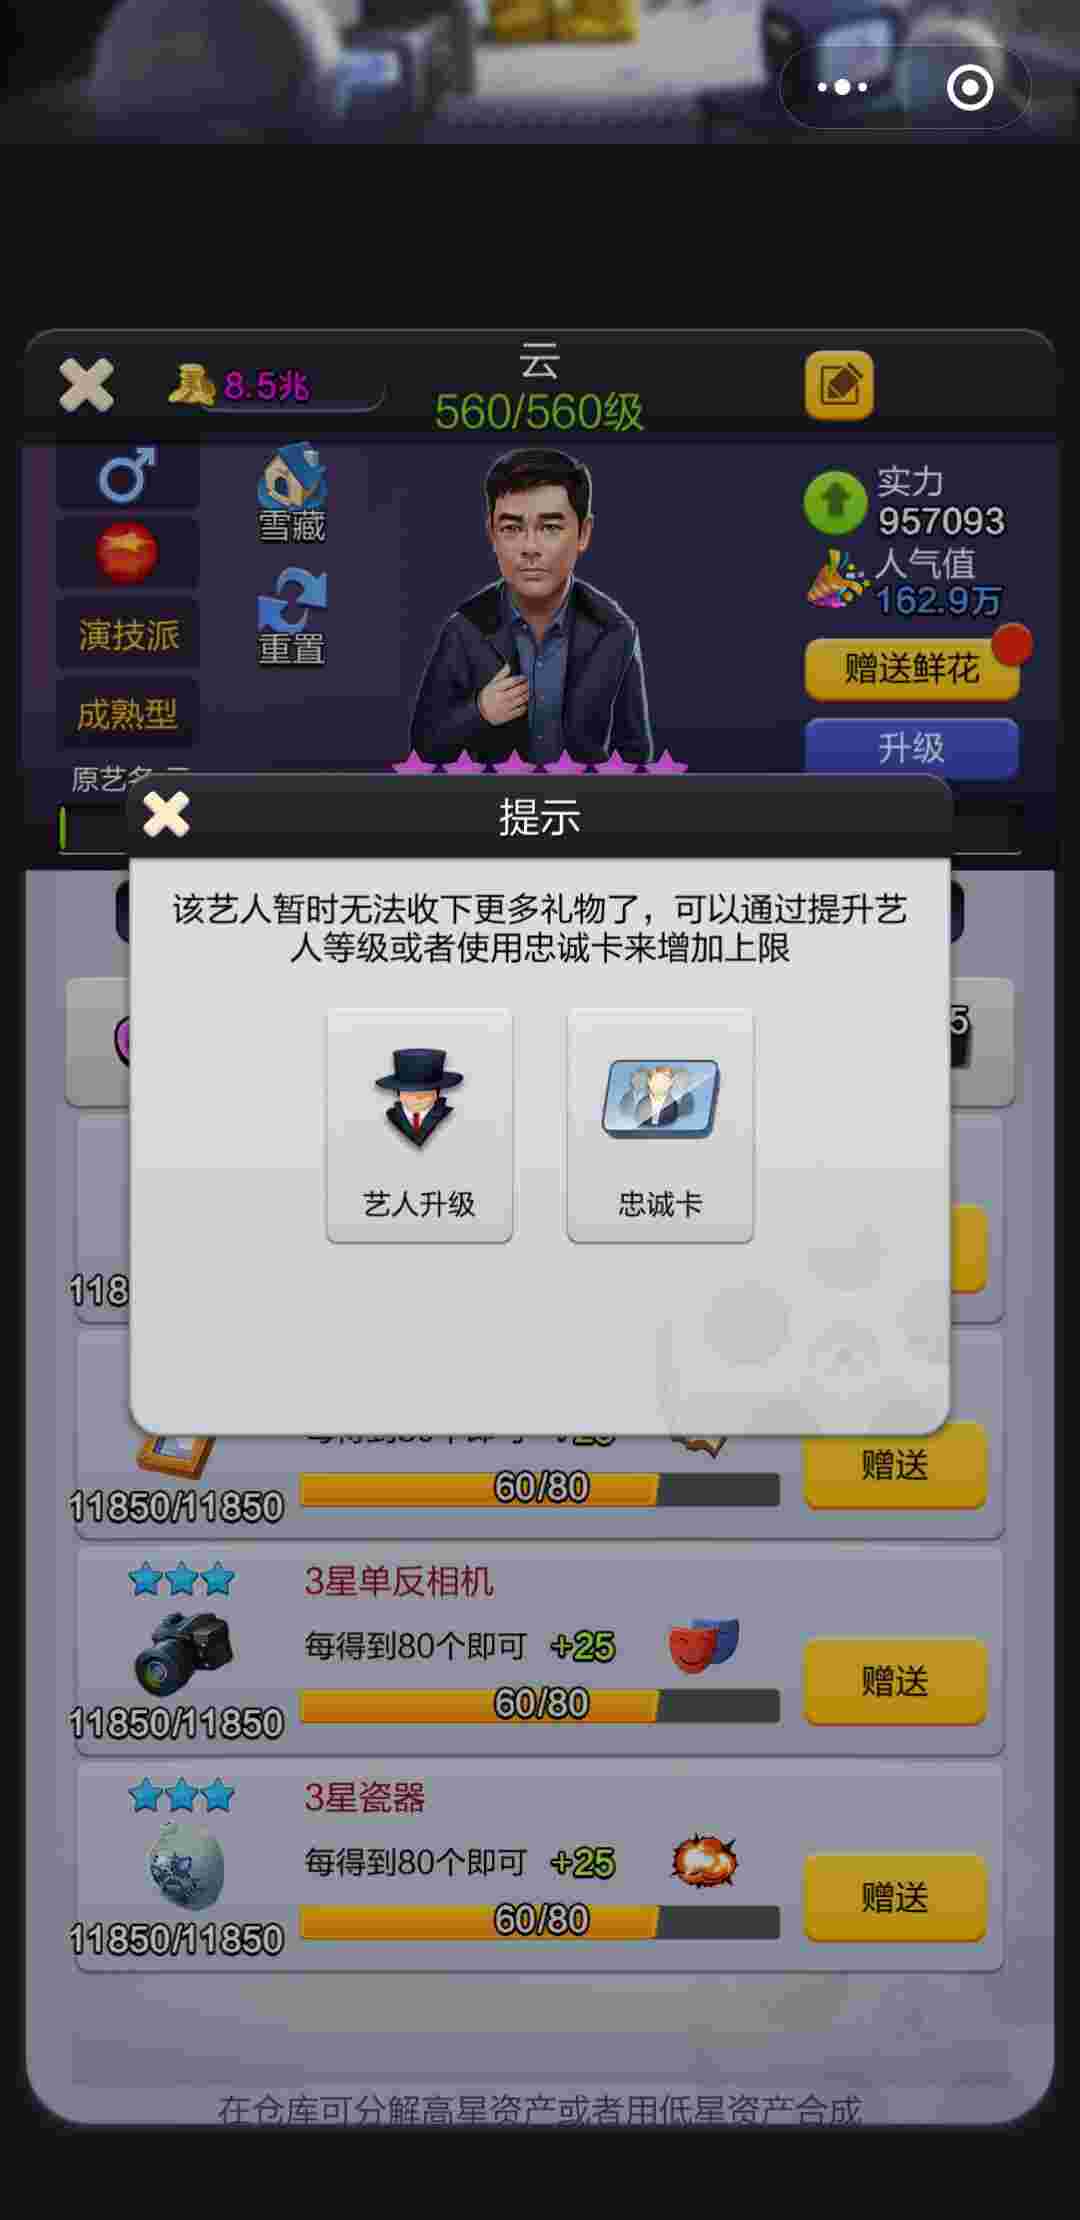 云
8.5兆
560/560级
雪藏
实力
957093
人气值
162.9万
演技派
重置
赠送鲜花
成熟型
升级
原艺名
提示
该艺人暂时无法收下更多礼物了，可以通过提升艺
人等级或者使用忠诚卡来增加上限
5
艺人升级
忠诚卡
118
赠送
60/80
11850/11850
3星单反相机
每得到80个即可 +25
赠送
60/80
11850/11850
3星瓷器
每得到80个即可 +25
赠送
60/80
11850/11850
在仓库可分解高星资产或者用低星资产合成